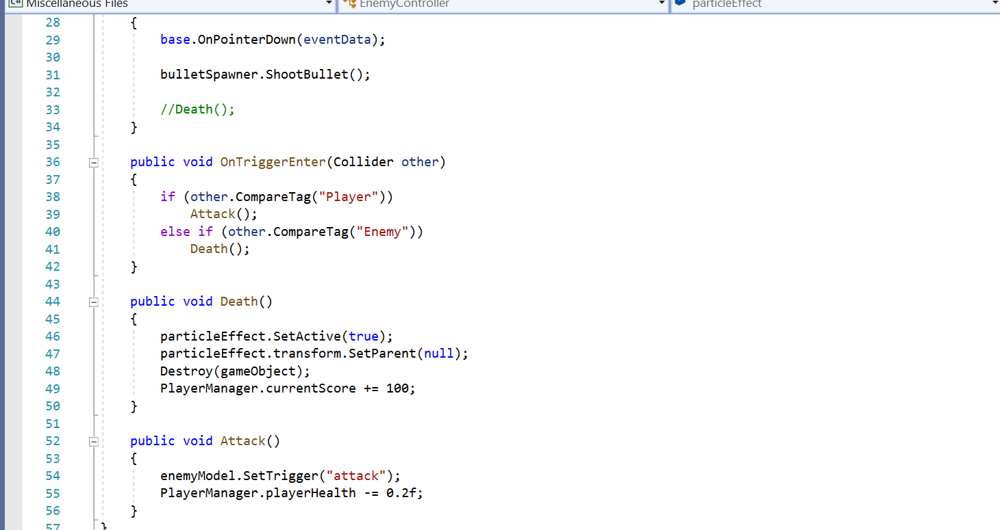 C# Miscellaneous Files EnemyController particleEffect
28 {
29 base.OnPointerDown(eventData);
30
31 bulletSpawner.ShootBullet();
32
33 //Death();
34 }
35
36 public void OnTriggerEnter(Collider other)
37 {
38 if (other.CompareTag("Player"))
39 Attack();
40 else if (other.CompareTag("Enemy"))
41 Death();
42 }
43
44 public void Death()
45 {
46 particleEffect.SetActive(true);
47 particleEffect.transform.SetParent(null);
48 Destroy(gameObject);
49 PlayerManager.currentScore += 100;
50 }
51
52 public void Attack()
53 {
54 enemyModel.SetTrigger("attack");
55 PlayerManager.playerHealth -= 0.2f;
56 }
57 }